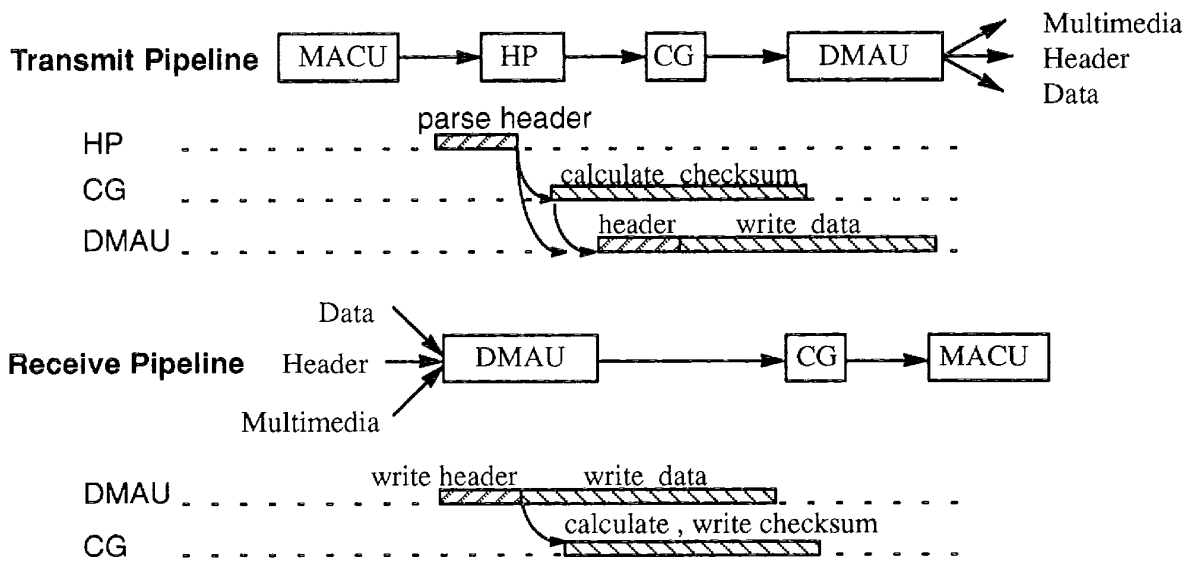 Multimedia
Transmit Pipeline MACU HP CG DMAU Header
Data
parse header
HP
calculate checksum
CG
header write data
DMAU
Data
Receive Pipeline Header DMAU CG MACU
Multimedia
write header write data
DMAU
calculate , write checksum
CG